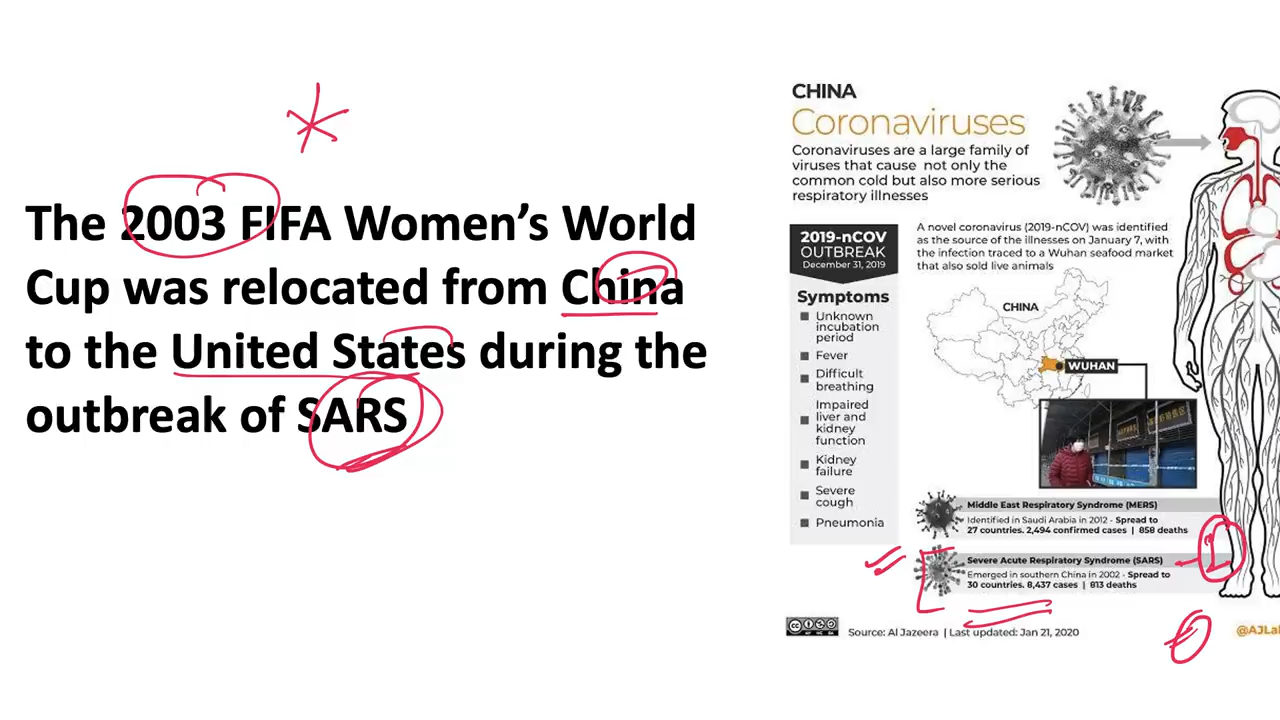 The 2003 FIFA Women's World
Cup was relocated from China
to the United States during the
outbreak of SARS
CHINA
Coronaviruses
Coronaviruses are a large family of
viruses that cause not only the
common cold but also more serious
respiratory illnesses
2019-nCOV
OUTBREAK
December 31, 2019
Symptoms
Unknown
incubation
period
Fever
Difficult
breathing
Impaired
liver and
kidney
function
Kidney
failure
Severe
cough
Pneumonia
A novel coronavirus (2019-nCOV) was identified
as the source of the illnesses on January 7, with
the infection traced to a Wuhan seafood market
that also sold live animals
CHINA
WUHAN
Middle East Respiratory Syndrome (MERS)
Identified in Saudi Arabia in 2012 - Spread to
27 countries. 2,494 confirmed cases | 858 deaths
Severe Acute Respiratory Syndrome (SARS)
Emerged in southern China in 2002 - Spread to
30 countries. 8,437 cases | 813 deaths
Source: Al Jazeera | Last updated: Jan 21, 2020